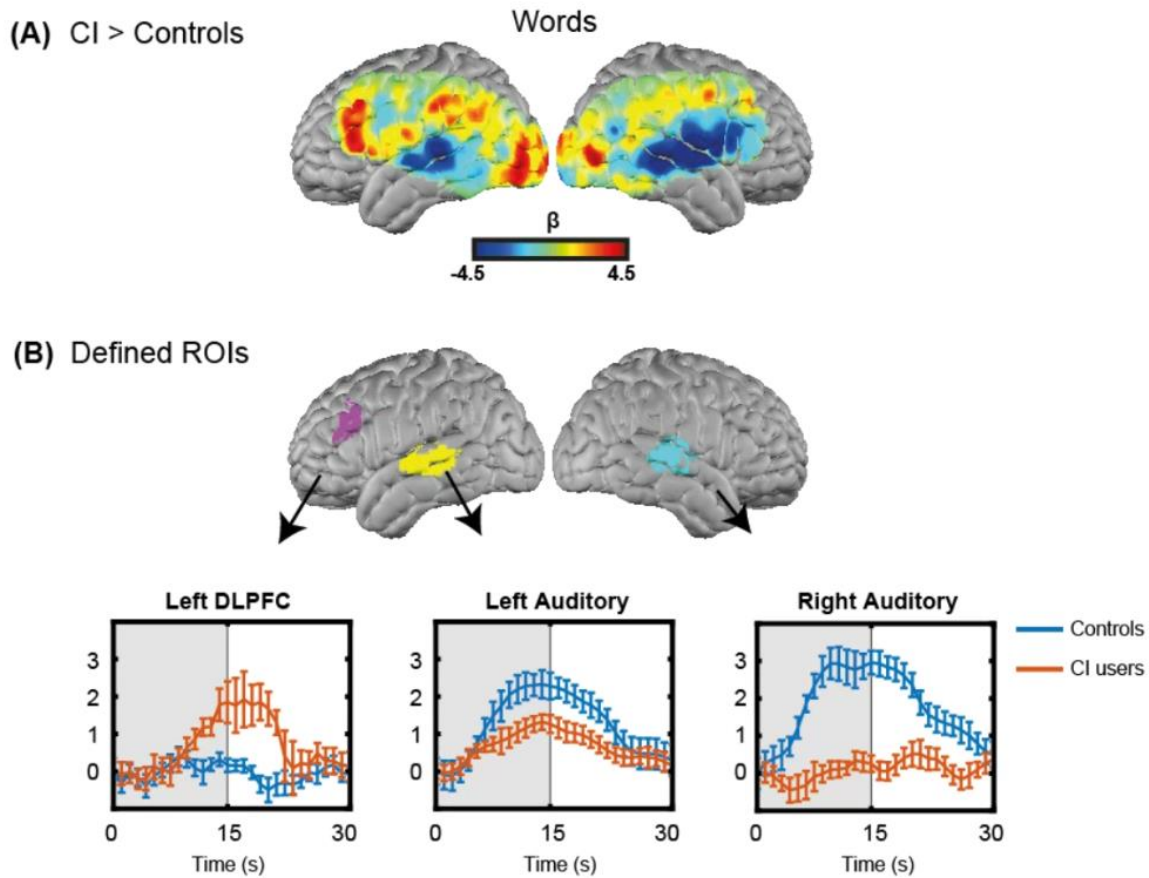 (A) CI > Controls
Words
β
-4.5 4.5
(B) Defined ROIs
Left DLPFC
3
2
1
0
0 15 30
Time (s)
Left Auditory
3
2
1
0
0 15 30
Time (s)
Right Auditory
3
2
1
0
0 15 30
Time (s)
Controls
CI users